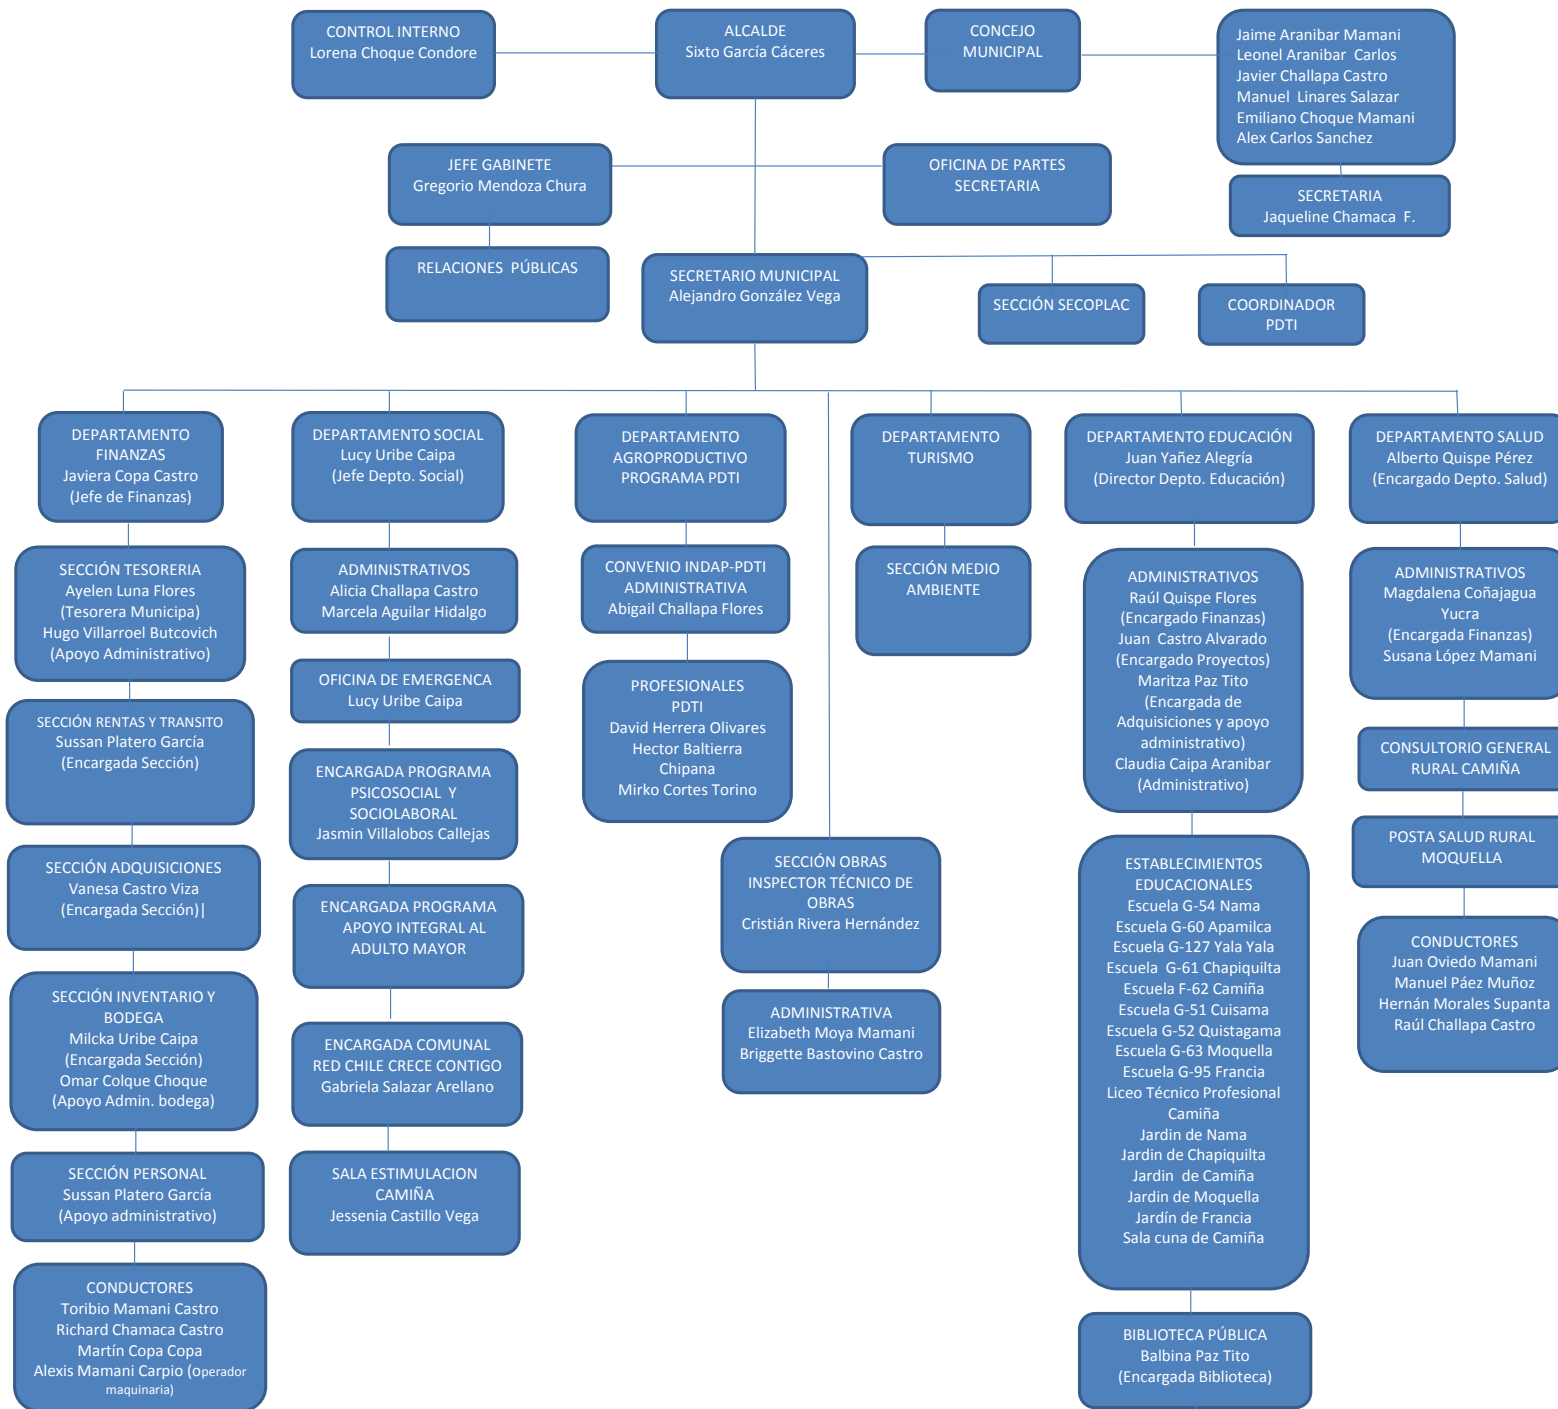 CONTROL INTERNO
Lorena Choque Condore
ALCALDE
Sixto García Cáceres
CONCEJO
MUNICIPAL
Jaime Aranibar Mamani
Leonel Aranibar Carlos
Javier Challapa Castro
Manuel Linares Salazar
Emiliano Choque Mamani
Alex Carlos Sanchez
JEFE GABINETE
Gregorio Mendoza Chura
OFICINA DE PARTES
SECRETARIA
SECRETARIA
Jaqueline Chamaca F.
RELACIONES PÚBLICAS
SECRETARIO MUNICIPAL
Alejandro González Vega
SECCIÓN SECOPLAC
COORDINADOR
PDTI
DEPARTAMENTO
FINANZAS
Javiera Copa Castro
(Jefe de Finanzas)
SECCIÓN TESORERIA
Ayelen Luna Flores
(Tesorera Municipa)
Hugo Villarroel Butcovich
(Apoyo Administrativo)
SECCIÓN RENTAS Y TRANSITO
Sussan Platero García
(Encargada Sección)
SECCIÓN ADQUISICIONES
Vanesa Castro Viza
(Encargada Sección)|
SECCIÓN INVENTARIO Y
BODEGA
Milcka Uribe Caipa
(Encargada Sección)
Omar Colque Choque
(Apoyo Admin. bodega)
SECCIÓN PERSONAL
Sussan Platero García
(Apoyo administrativo)
CONDUCTORES
Toribio Mamani Castro
Richard Chamaca Castro
Martín Copa Copa
Alexis Mamani Carpio (operador
maquinaria)
DEPARTAMENTO SOCIAL
Lucy Uribe Caipa
(Jefe Depto. Social)
ADMINISTRATIVOS
Alicia Challapa Castro
Marcela Aguilar Hidalgo
OFICINA DE EMERGENCA
Lucy Uribe Caipa
ENCARGADA PROGRAMA
PSICOSOCIAL Y
SOCIOLABORAL
Jasmin Villalobos Callejas
ENCARGADA PROGRAMA
APOYO INTEGRAL AL
ADULTO MAYOR
ENCARGADA COMUNAL
RED CHILE CRECE CONTIGO
Gabriela Salazar Arellano
SALA ESTIMULACION
CAMIÑA
Jessenia Castillo Vega
DEPARTAMENTO
AGROPRODUCTIVO
PROGRAMA PDTI
CONVENIO INDAP-PDTI
ADMINISTRATIVA
Abigail Challapa Flores
PROFESIONALES
PDTI
David Herrera Olivares
Hector Baltierra
Chipana
Mirko Cortes Torino
SECCIÓN OBRAS
INSPECTOR TÉCNICO DE
OBRAS
Cristián Rivera Hernández
ADMINISTRATIVA
Elizabeth Moya Mamani
Briggette Bastovino Castro
DEPARTAMENTO
TURISMO
SECCIÓN MEDIO
AMBIENTE
DEPARTAMENTO EDUCACIÓN
Juan Yañez Alegría
(Director Depto. Educación)
ADMINISTRATIVOS
Raúl Quispe Flores
(Encargado Finanzas)
Juan Castro Alvarado
(Encargado Proyectos)
Maritza Paz Tito
(Encargada de
Adquisiciones y apoyo
administrativo)
Claudia Caipa Aranibar
(Administrativo)
ESTABLECIMIENTOS
EDUCACIONALES
Escuela G-54 Nama
Escuela G-60 Apamilca
Escuela G-127 Yala Yala
Escuela G-61 Chapiquilta
Escuela F-62 Camiña
Escuela G-51 Cuisama
Escuela G-52 Quistagama
Escuela G-63 Moquella
Escuela G-95 Francia
Liceo Técnico Profesional
Camiña
Jardin de Nama
Jardin de Chapiquilta
Jardin de Camiña
Jardin de Moquella
Jardín de Francia
Sala cuna de Camiña
BIBLIOTECA PÚBLICA
Balbina Paz Tito
(Encargada Biblioteca)
DEPARTAMENTO SALUD
Alberto Quispe Pérez
(Encargado Depto. Salud)
ADMINISTRATIVOS
Magdalena Coñajagua
Yucra
(Encargada Finanzas)
Susana López Mamani
CONSULTORIO GENERAL
RURAL CAMIÑA
POSTA SALUD RURAL
MOQUELLA
CONDUCTORES
Juan Oviedo Mamani
Manuel Páez Muñoz
Hernán Morales Supanta
Raúl Challapa Castro